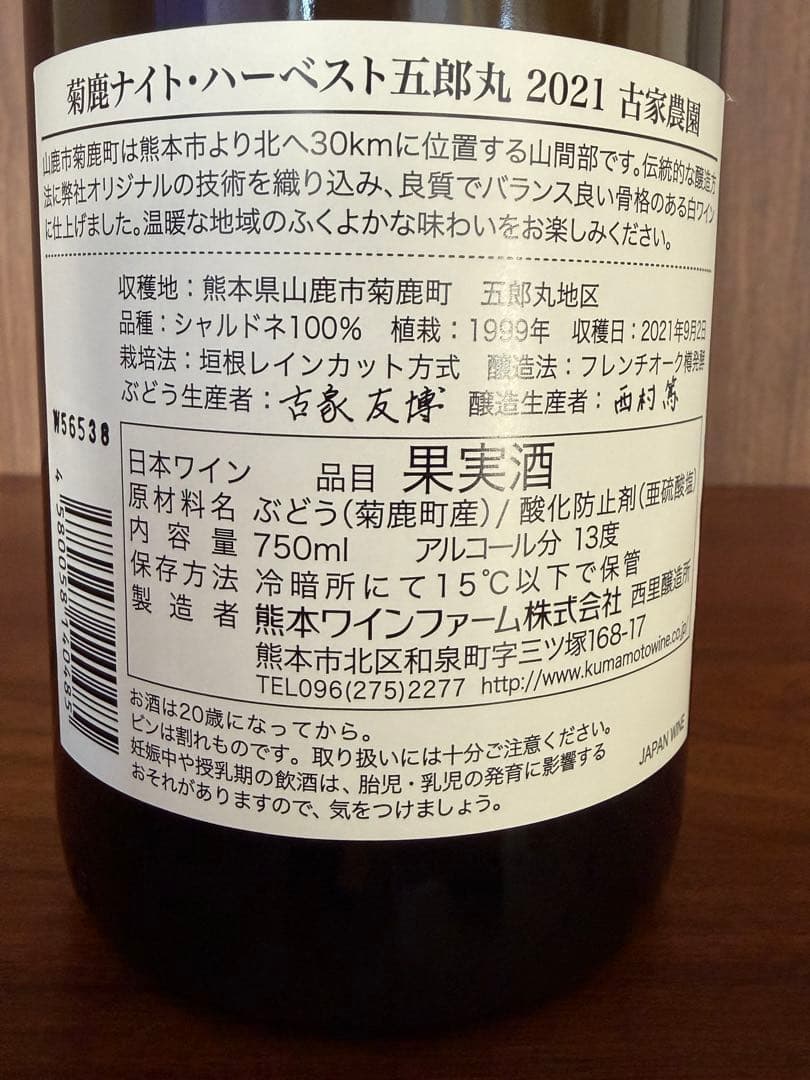 菊鹿ナイト・ハーベスト五郎丸 2021 古家農園
山鹿市菊鹿町は熊本市より北へ30kmに位置する山間部です。伝統的な醸造方
法に弊社オリジナルの技術を織り込み、良質でバランス良い骨格のある白ワイン
に仕上げました。温暖な地域のふくよかな味わいをお楽しみください。
収穫地：熊本県山鹿市菊鹿町　五郎丸地区
品種：シャルドネ100%　植栽：1999年　収穫日：2021年9月2日
栽培法：垣根レインカット方式　醸造法：フレンチオーク樽発酵
ぶどう生産者：古家 友博　醸造生産者：西村 篤
W56538
4580058140485
日本ワイン　品目 果実酒
原材料名 ぶどう(菊鹿町産)/酸化防止剤(亜硫酸塩)
内容量 750ml　アルコール分 13度
保存方法 冷暗所にて15℃以下で保管
製造者 熊本ワインファーム株式会社 西里醸造所
熊本市北区和泉町字三ツ塚168-17
TEL096(275)2277 http://www.kumamotowine.co.jp/
お酒は20歳になってから。
ビンは割れものです。取り扱いには十分ご注意ください。
妊娠中や授乳期の飲酒は、胎児・乳児の発育に影響する
おそれがありますので、気をつけましょう。
JAPAN WINE